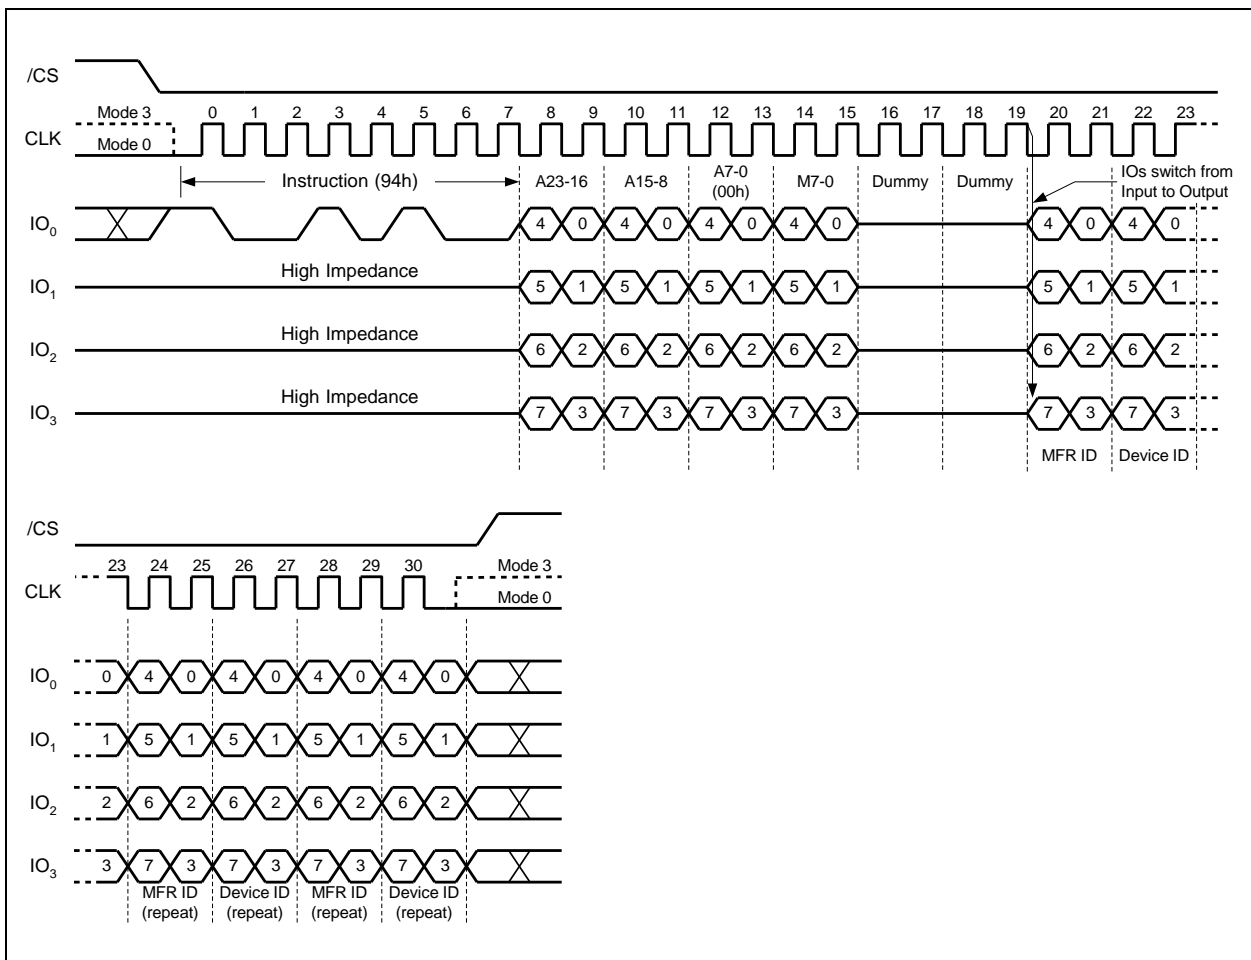 /CS
Mode 3 0 1 2 3 4 5 6 7 8 9 10 11 12 13 14 15 16 17 18 19 20 21 22 23
CLK
Mode 0
Instruction (94h) A23-16 A15-8 A7-0 (00h) M7-0 Dummy Dummy IOs switch from Input to Output
IO0 4 0 4 0 4 0 4 0 4 0 4 0
High Impedance
IO1 5 1 5 1 5 1 5 1 5 1 5 1
High Impedance
IO2 6 2 6 2 6 2 6 2 6 2 6 2
High Impedance
IO3 7 3 7 3 7 3 7 3 7 3 7 3
MFR ID Device ID
/CS
23 24 25 26 27 28 29 30 Mode 3
CLK
Mode 0
IO0 0 4 0 4 0 4 0 4 0
IO1 1 5 1 5 1 5 1 5 1
IO2 2 6 2 6 2 6 2 6 2
IO3 3 7 3 7 3 7 3 7 3
MFR ID Device ID MFR ID Device ID
(repeat) (repeat) (repeat) (repeat)